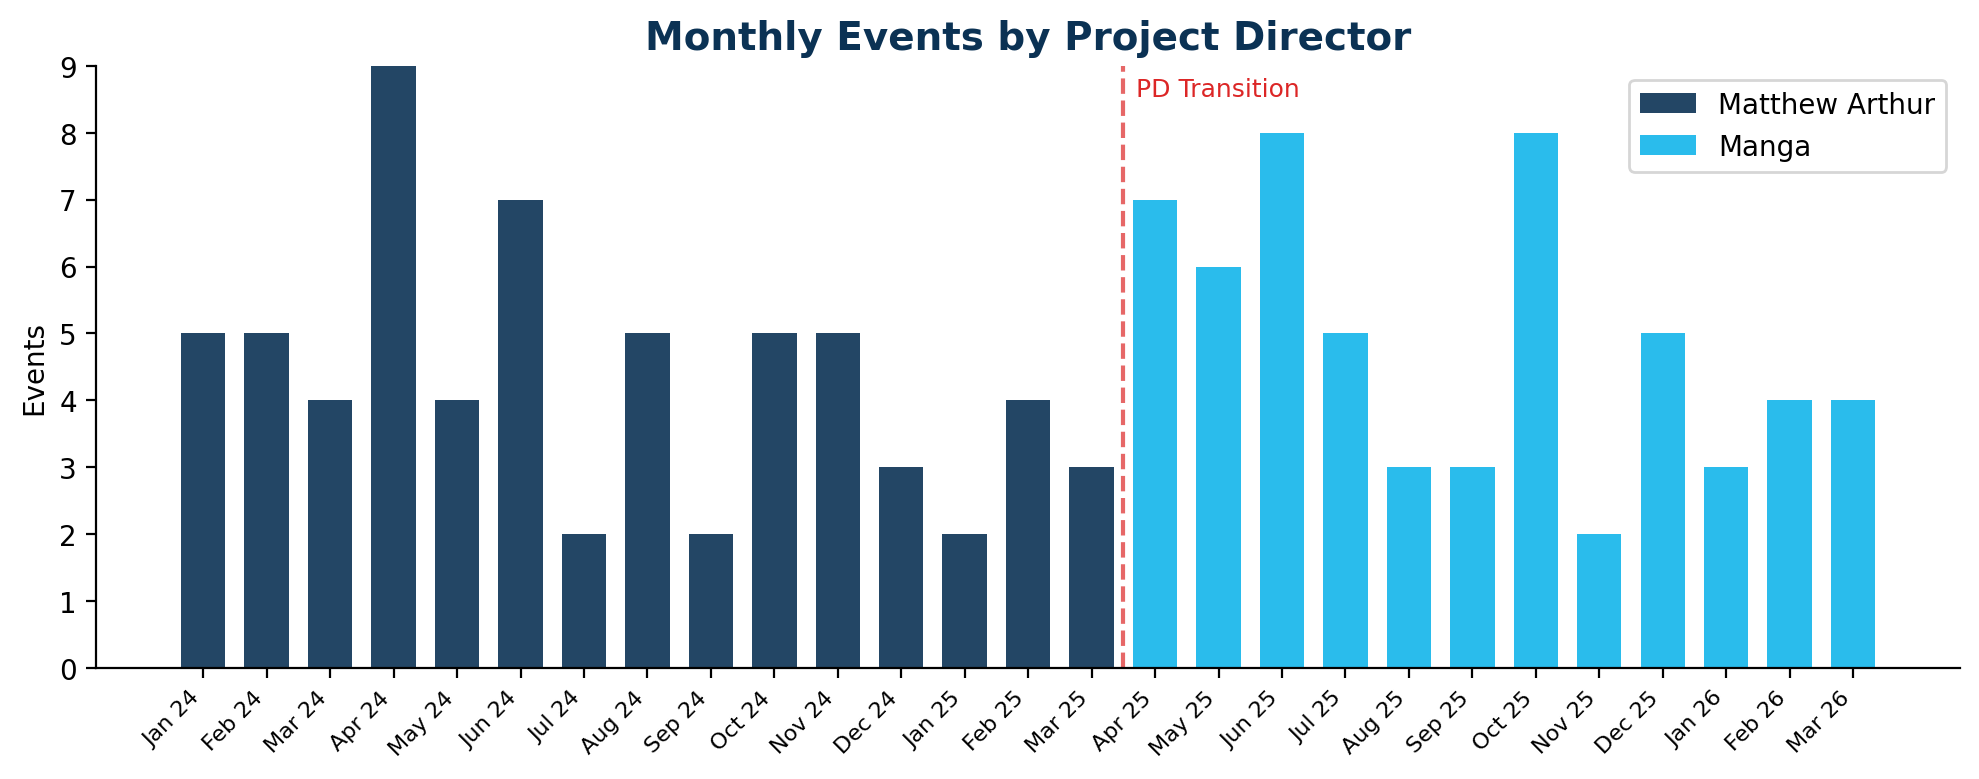 Monthly Events by Project Director
PD Transition
Matthew Arthur
Manga
Events
9
8
7
6
5
4
3
2
1
0
Jan 24
Feb 24
Mar 24
Apr 24
May 24
Jun 24
Jul 24
Aug 24
Sep 24
Oct 24
Nov 24
Dec 24
Jan 25
Feb 25
Mar 25
Apr 25
May 25
Jun 25
Jul 25
Aug 25
Sep 25
Oct 25
Nov 25
Dec 25
Jan 26
Feb 26
Mar 26